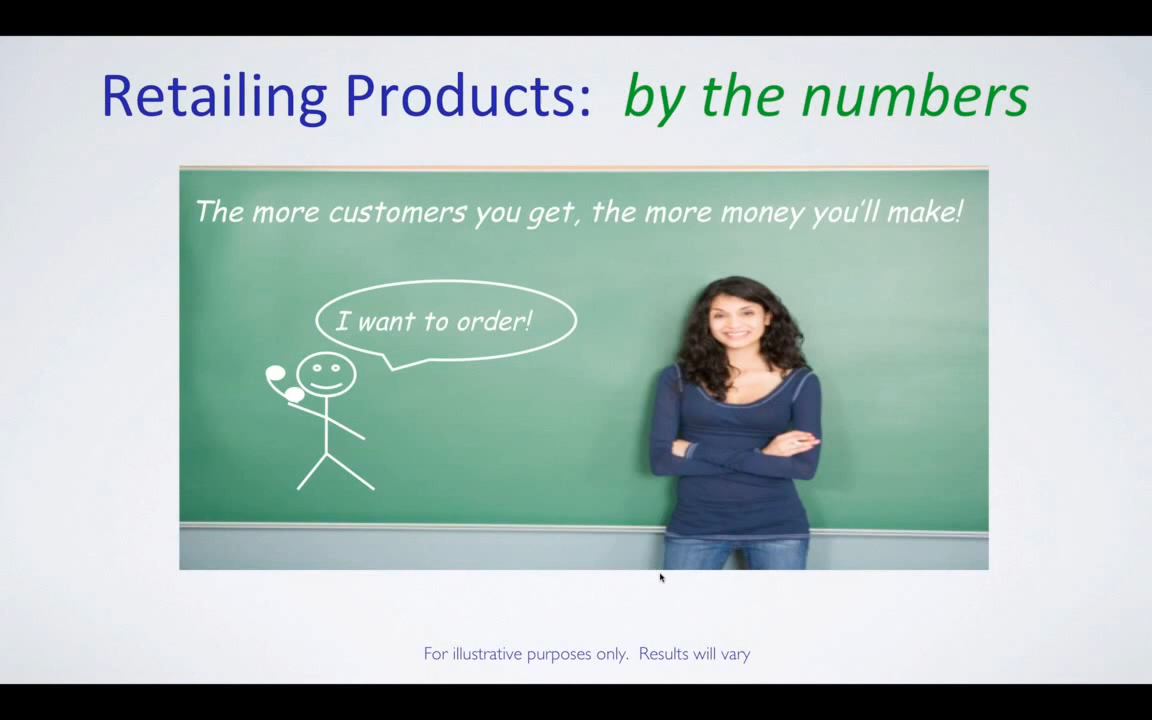 Retailing Products: by the numbers
The more customers you get, the more money you'll make!
I want to order!
For illustrative purposes only. Results will vary